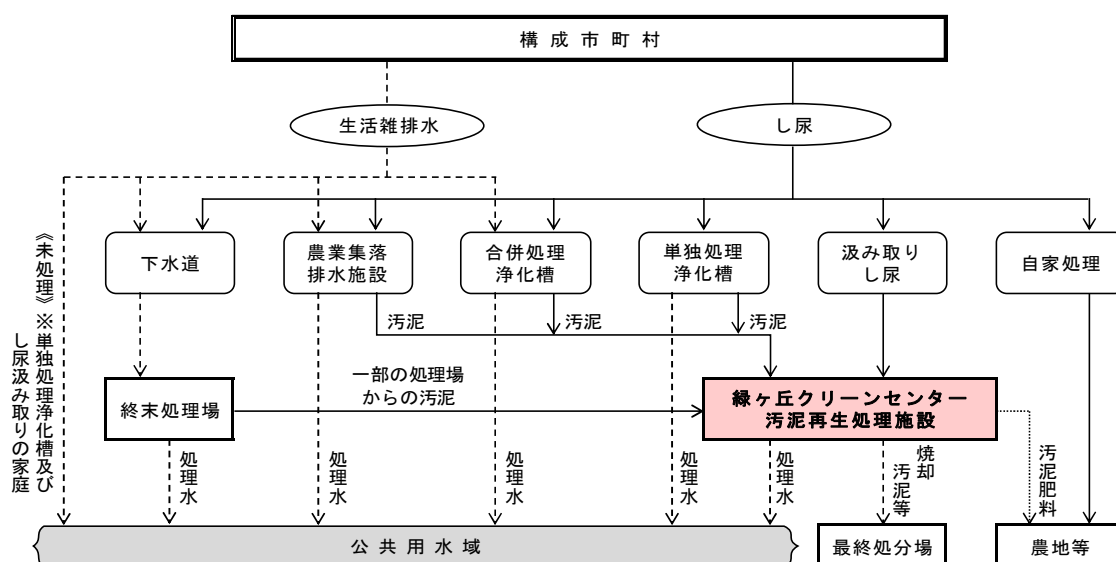 構成市町村
生活雑排水
し尿
《未処理》※単独処理浄化槽及び
し尿汲み取りの家庭
下水道
農業集落
排水施設
合併処理
浄化槽
単独処理
浄化槽
汲み取り
し尿
自家処理
汚泥
汚泥
汚泥
一部の処理場
からの汚泥
終末処理場
緑ヶ丘クリーンセンター
汚泥再生処理施設
処理水
処理水
処理水
処理水
処理水
焼却
汚泥等
汚泥肥料
公共用水域
最終処分場
農地等